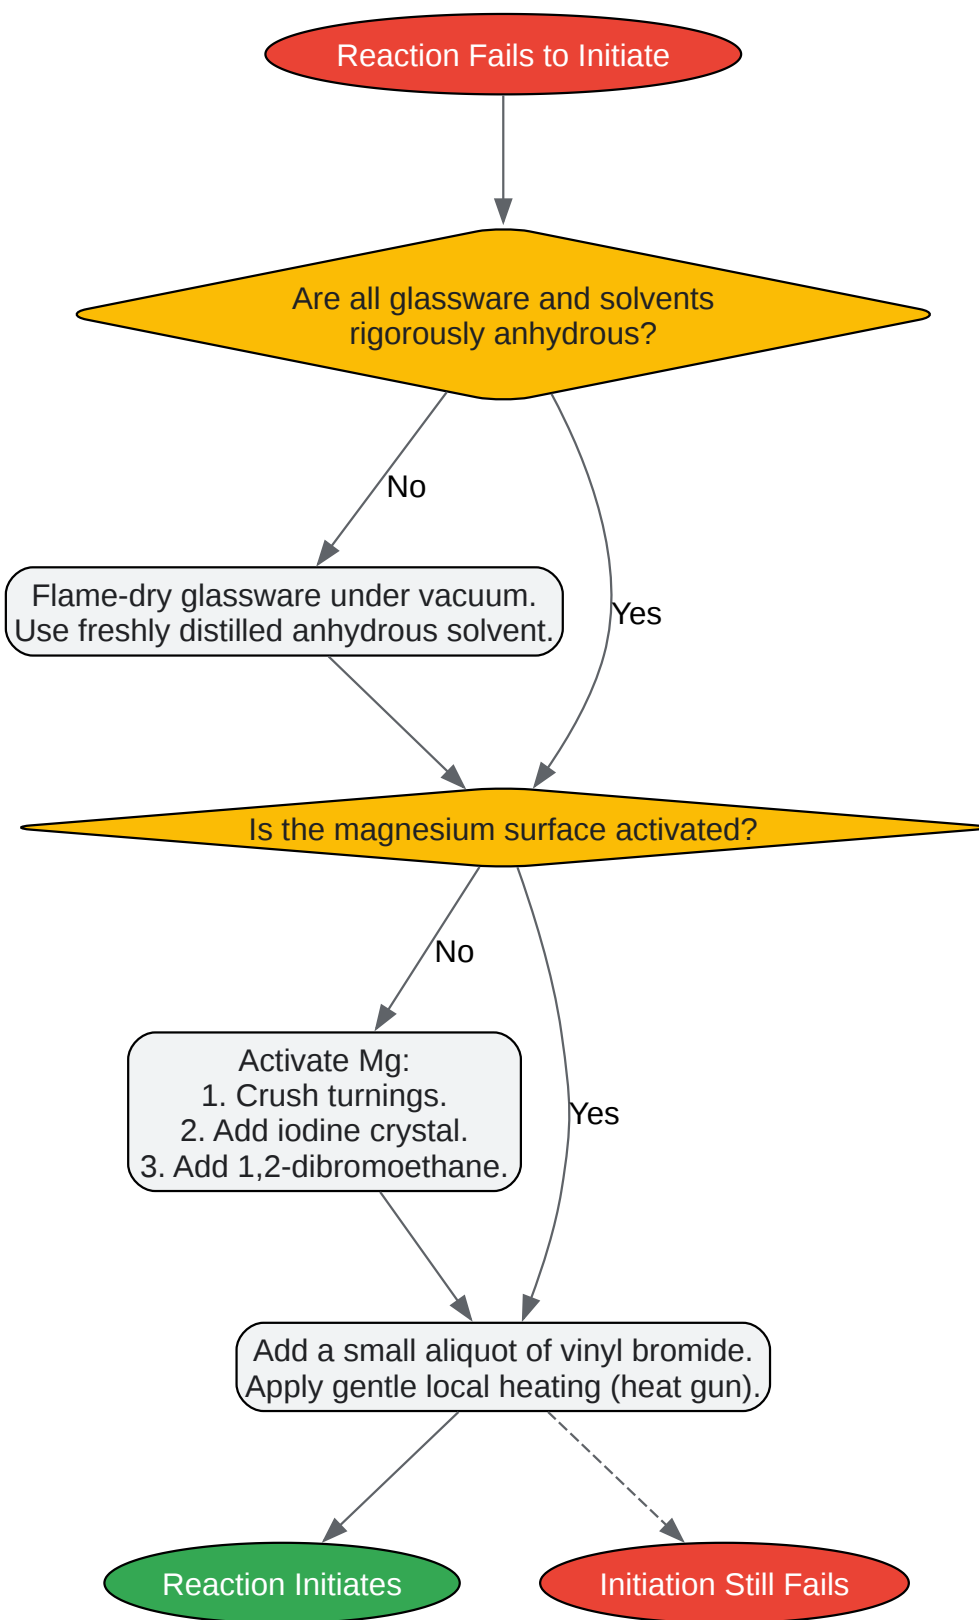 Reaction Fails to Initiate
Are all glassware and solvents
rigorously anhydrous?
No
Flame-dry glassware under vacuum.
Use freshly distilled anhydrous solvent.
Yes
Is the magnesium surface activated?
No
Activate Mg:
1. Crush turnings.
2. Add iodine crystal.
3. Add 1,2-dibromoethane.
Yes
Add a small aliquot of vinyl bromide.
Apply gentle local heating (heat gun).
Reaction Initiates
Initiation Still Fails